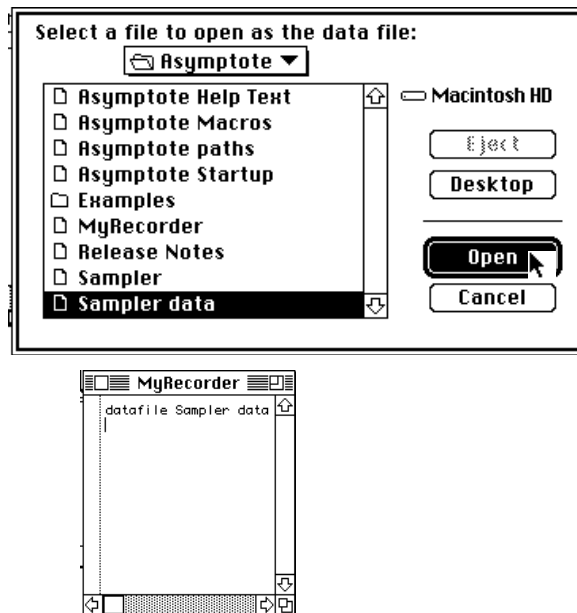 Select a file to open as the data file:
Asymptote
Asymptote Help Text
Macintosh HD
Asymptote Macros
Asymptote paths
Eject
Asymptote Startup
Desktop
Examples
MyRecorder
Release Notes
Open
Sampler
Cancel
Sampler data
MyRecorder
datafile Sampler data